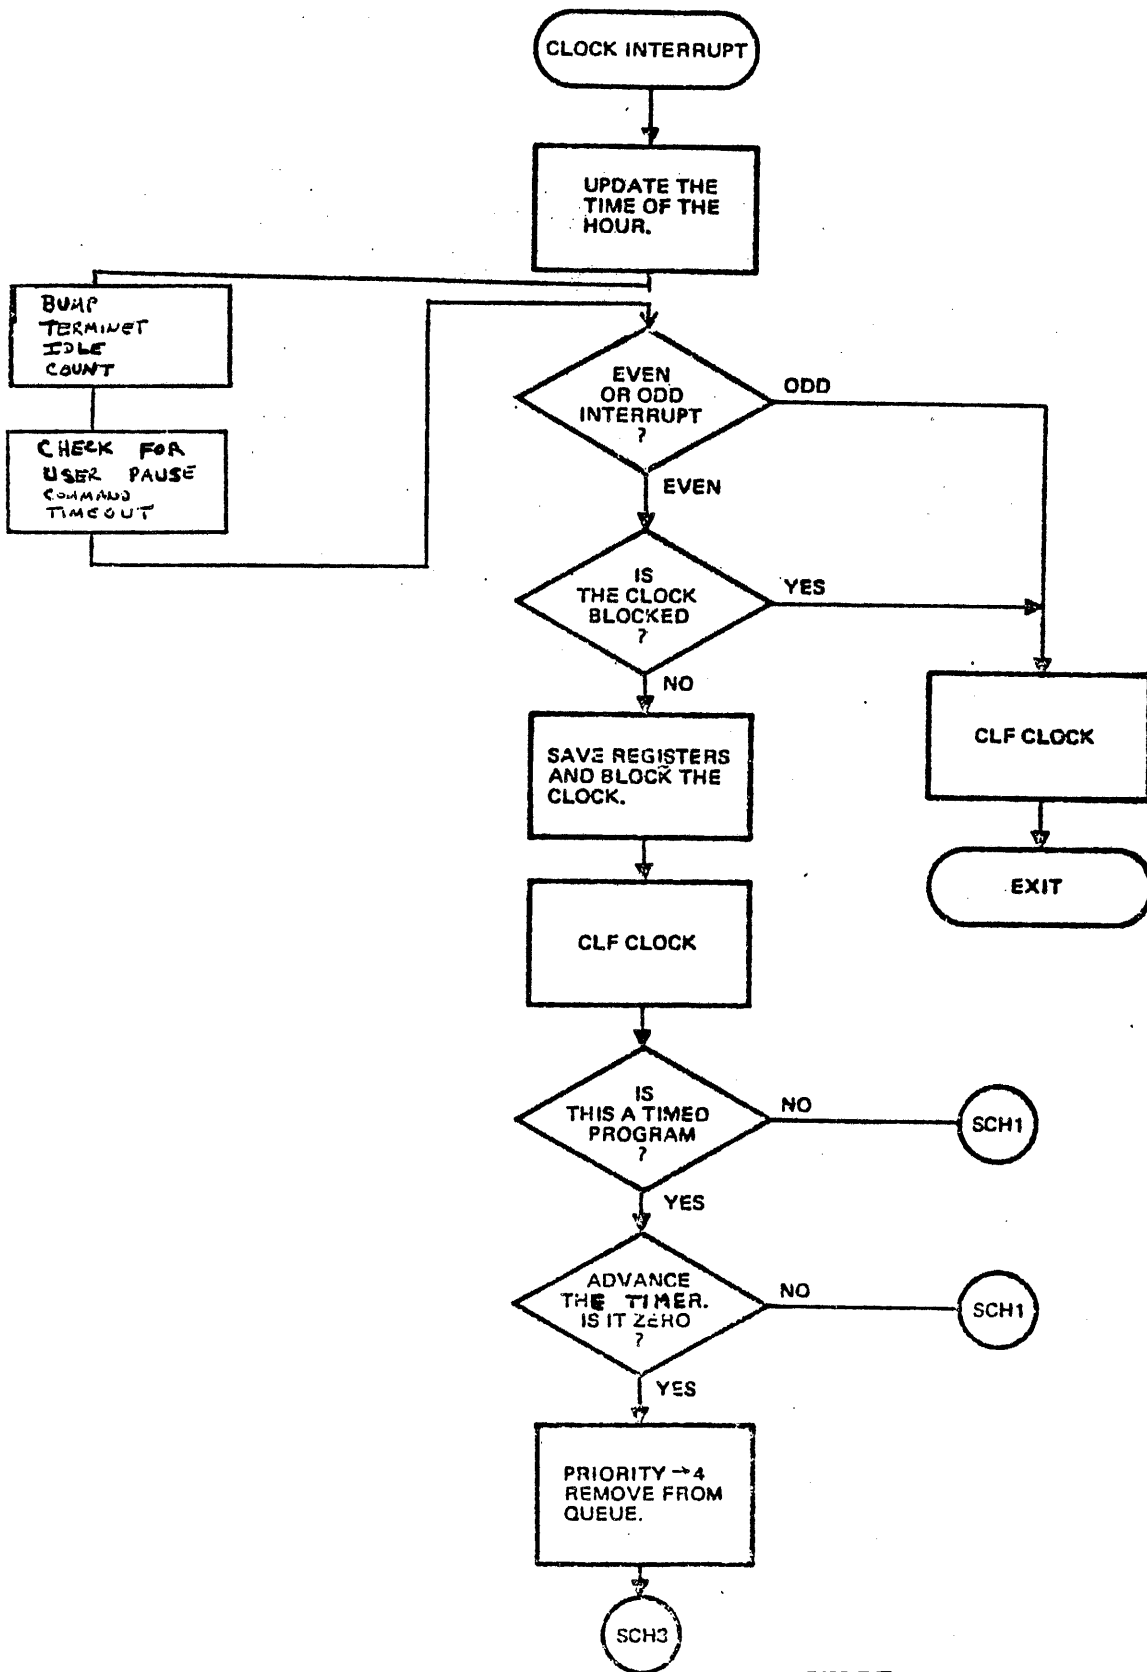 CLOCK INTERRUPT
UPDATE THE
TIME OF THE
HOUR.
BUMP
TERMINET
IDLE
COUNT
CHECK FOR
USER PAUSE
COMMAND
TIMEOUT
EVEN
OR ODD
INTERRUPT
?
ODD
EVEN
IS
THE CLOCK
BLOCKED
?
YES
NO
CLF CLOCK
EXIT
SAVE REGISTERS
AND BLOCK THE
CLOCK.
CLF CLOCK
IS
THIS A TIMED
PROGRAM
?
NO
SCH1
YES
ADVANCE
THE TIMER.
IS IT ZERO
?
NO
SCH1
YES
PRIORITY → 4
REMOVE FROM
QUEUE.
SCH3